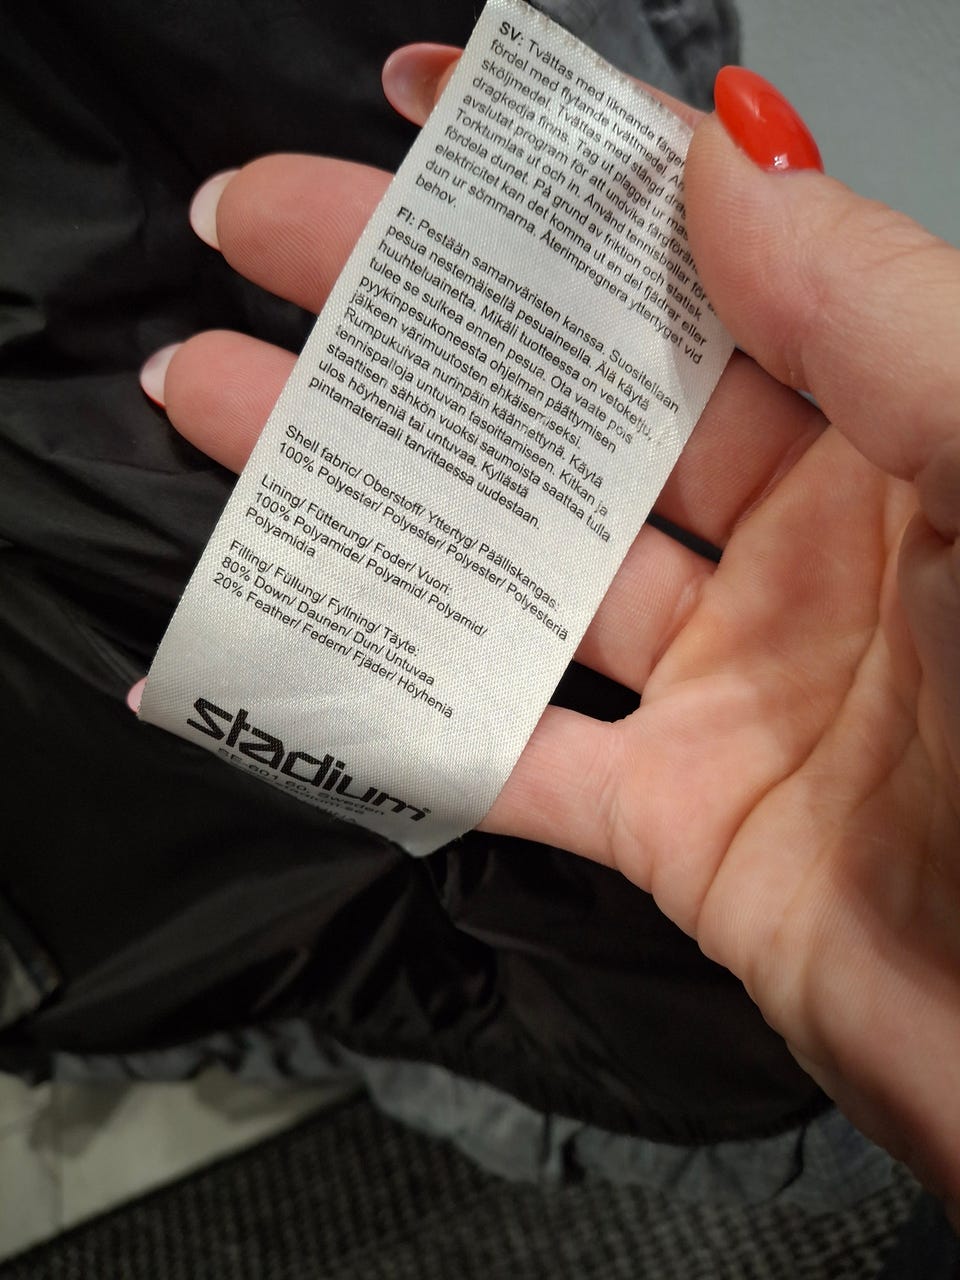 SV: Tvättas med liknande färger.
fördel med flytande tvättmedel.
sköljmedel. Tvättas med stängd
dragkedja finns. Tag ut plagget ur
avslutat program för att undvika
Torktumlas ut och in. Använd tennisbollar för
fördela dunet. På grund av friktion och statisk
elektricitet kan det komma ut en del fjädrar eller
dun ur sömmarna. Återimpregnera yttertyget vid
behov.
FI: Pestään samanväristen kanssa. Suositellaan
pesua nestemäisellä pesuaineella. Älä käytä
huuhteluainetta. Mikäli tuotteessa on vetoketju,
tulee se sulkea ennen pesua. Ota vaate pois
pyykinpesukoneesta ohjelman päättymisen
jälkeen värimuutosten ehkäisemiseksi.
Rumpukuivaa nurinpäin käännettynä. Käytä
tennispalloja untuvan tasoittamiseen. Kitkan ja
staattisen sähkön vuoksi saumoista saattaa tulla
ulos höyheniä tai untuvaa. Kyllästä
pintamateriaali tarvittaessa uudestaan.
Shell fabric/ Oberstoff/ Yttertyg/ Päälliskangas:
100% Polyester/ Polyester/ Polyester/ Polyesteriä
Lining/ Fütterung/ Foder/ Vuori:
100% Polyamide/ Polyamid/ Polyamid/
Polyamidia
Filling/ Füllung/ Fyllning/ Täyte:
80% Down/ Daunen/ Dun/ Untuvaa
20% Feather/ Federn/ Fjäder/ Höyheniä
stadium®
SE-601 60, Sweden